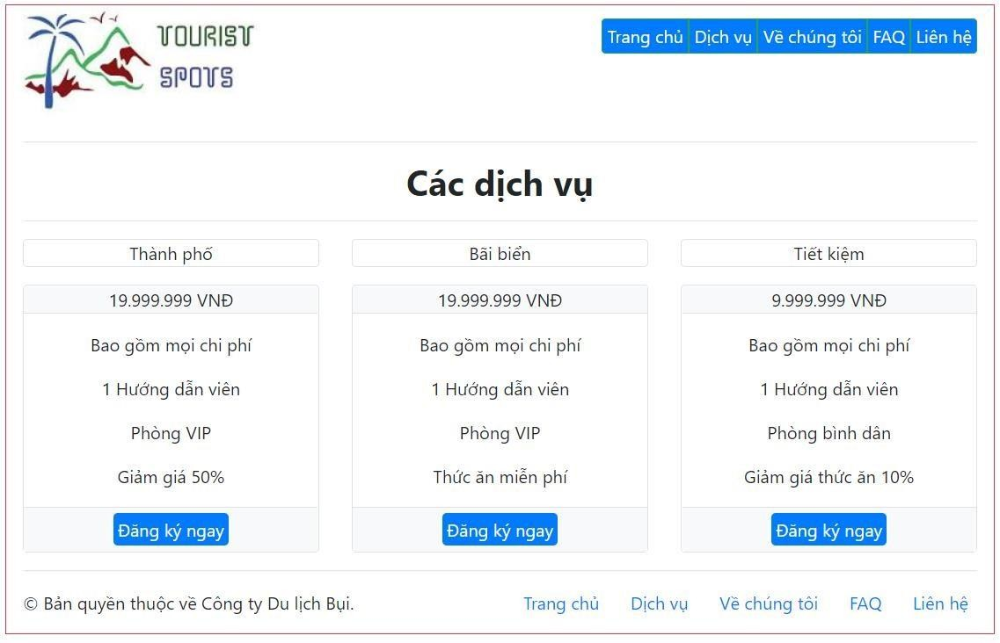 TOURIST
SPOTS
Trang chủ Dịch vụ Về chúng tôi FAQ Liên hệ
Các dịch vụ
Thành phố
19.999.999 VNĐ
Bao gồm mọi chi phí
1 Hướng dẫn viên
Phòng VIP
Giảm giá 50%
Đăng ký ngay
Bãi biển
19.999.999 VNĐ
Bao gồm mọi chi phí
1 Hướng dẫn viên
Phòng VIP
Thức ăn miễn phí
Đăng ký ngay
Tiết kiệm
9.999.999 VNĐ
Bao gồm mọi chi phí
1 Hướng dẫn viên
Phòng bình dân
Giảm giá thức ăn 10%
Đăng ký ngay
© Bản quyền thuộc về Công ty Du lịch Bụi.
Trang chủ Dịch vụ Về chúng tôi FAQ Liên hệ